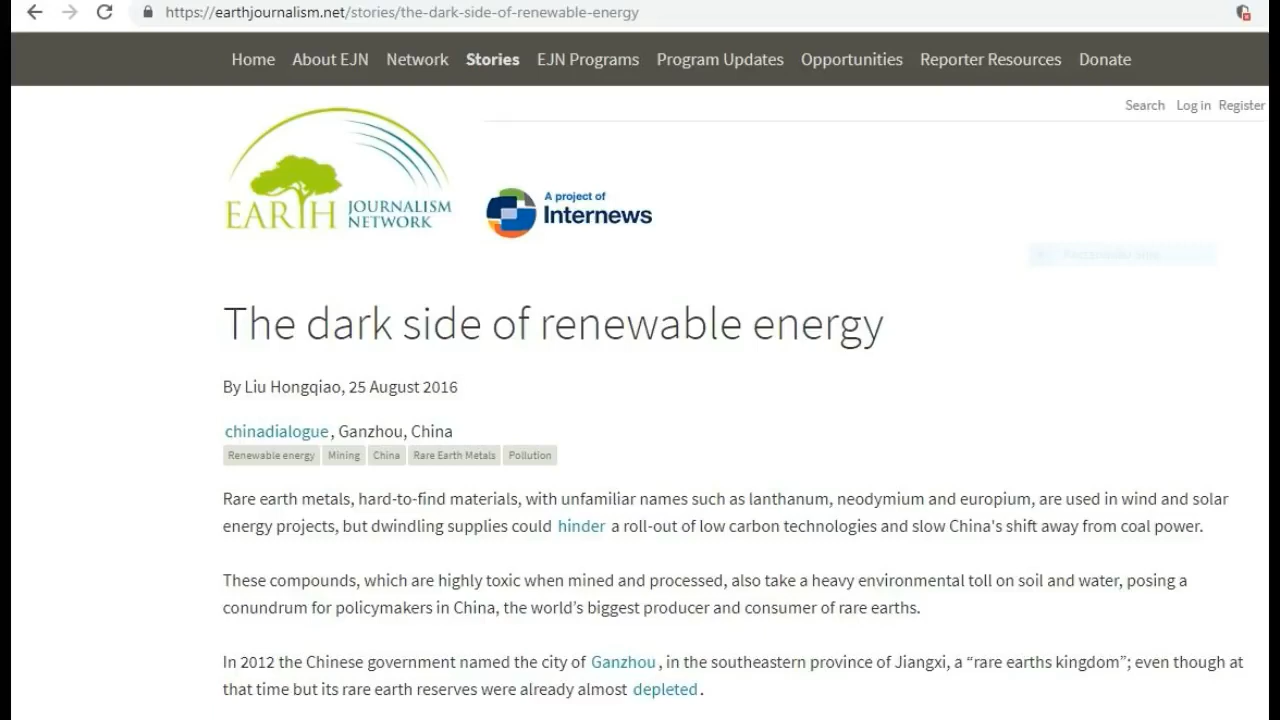 https://earthjournalism.net/stories/the-dark-side-of-renewable-energy
Home About EJN Network Stories EJN Programs Program Updates Opportunities Reporter Resources Donate
Search Log in Register
EARTH JOURNALISM NETWORK
A project of
Internews
The dark side of renewable energy
By Liu Hongqiao, 25 August 2016
chinadialogue, Ganzhou, China
Renewable energy Mining China Rare Earth Metals Pollution
Rare earth metals, hard-to-find materials, with unfamiliar names such as lanthanum, neodymium and europium, are used in wind and solar
energy projects, but dwindling supplies could hinder a roll-out of low carbon technologies and slow China's shift away from coal power.
These compounds, which are highly toxic when mined and processed, also take a heavy environmental toll on soil and water, posing a
conundrum for policymakers in China, the world's biggest producer and consumer of rare earths.
In 2012 the Chinese government named the city of Ganzhou, in the southeastern province of Jiangxi, a “rare earths kingdom”; even though at
that time but its rare earth reserves were already almost depleted.